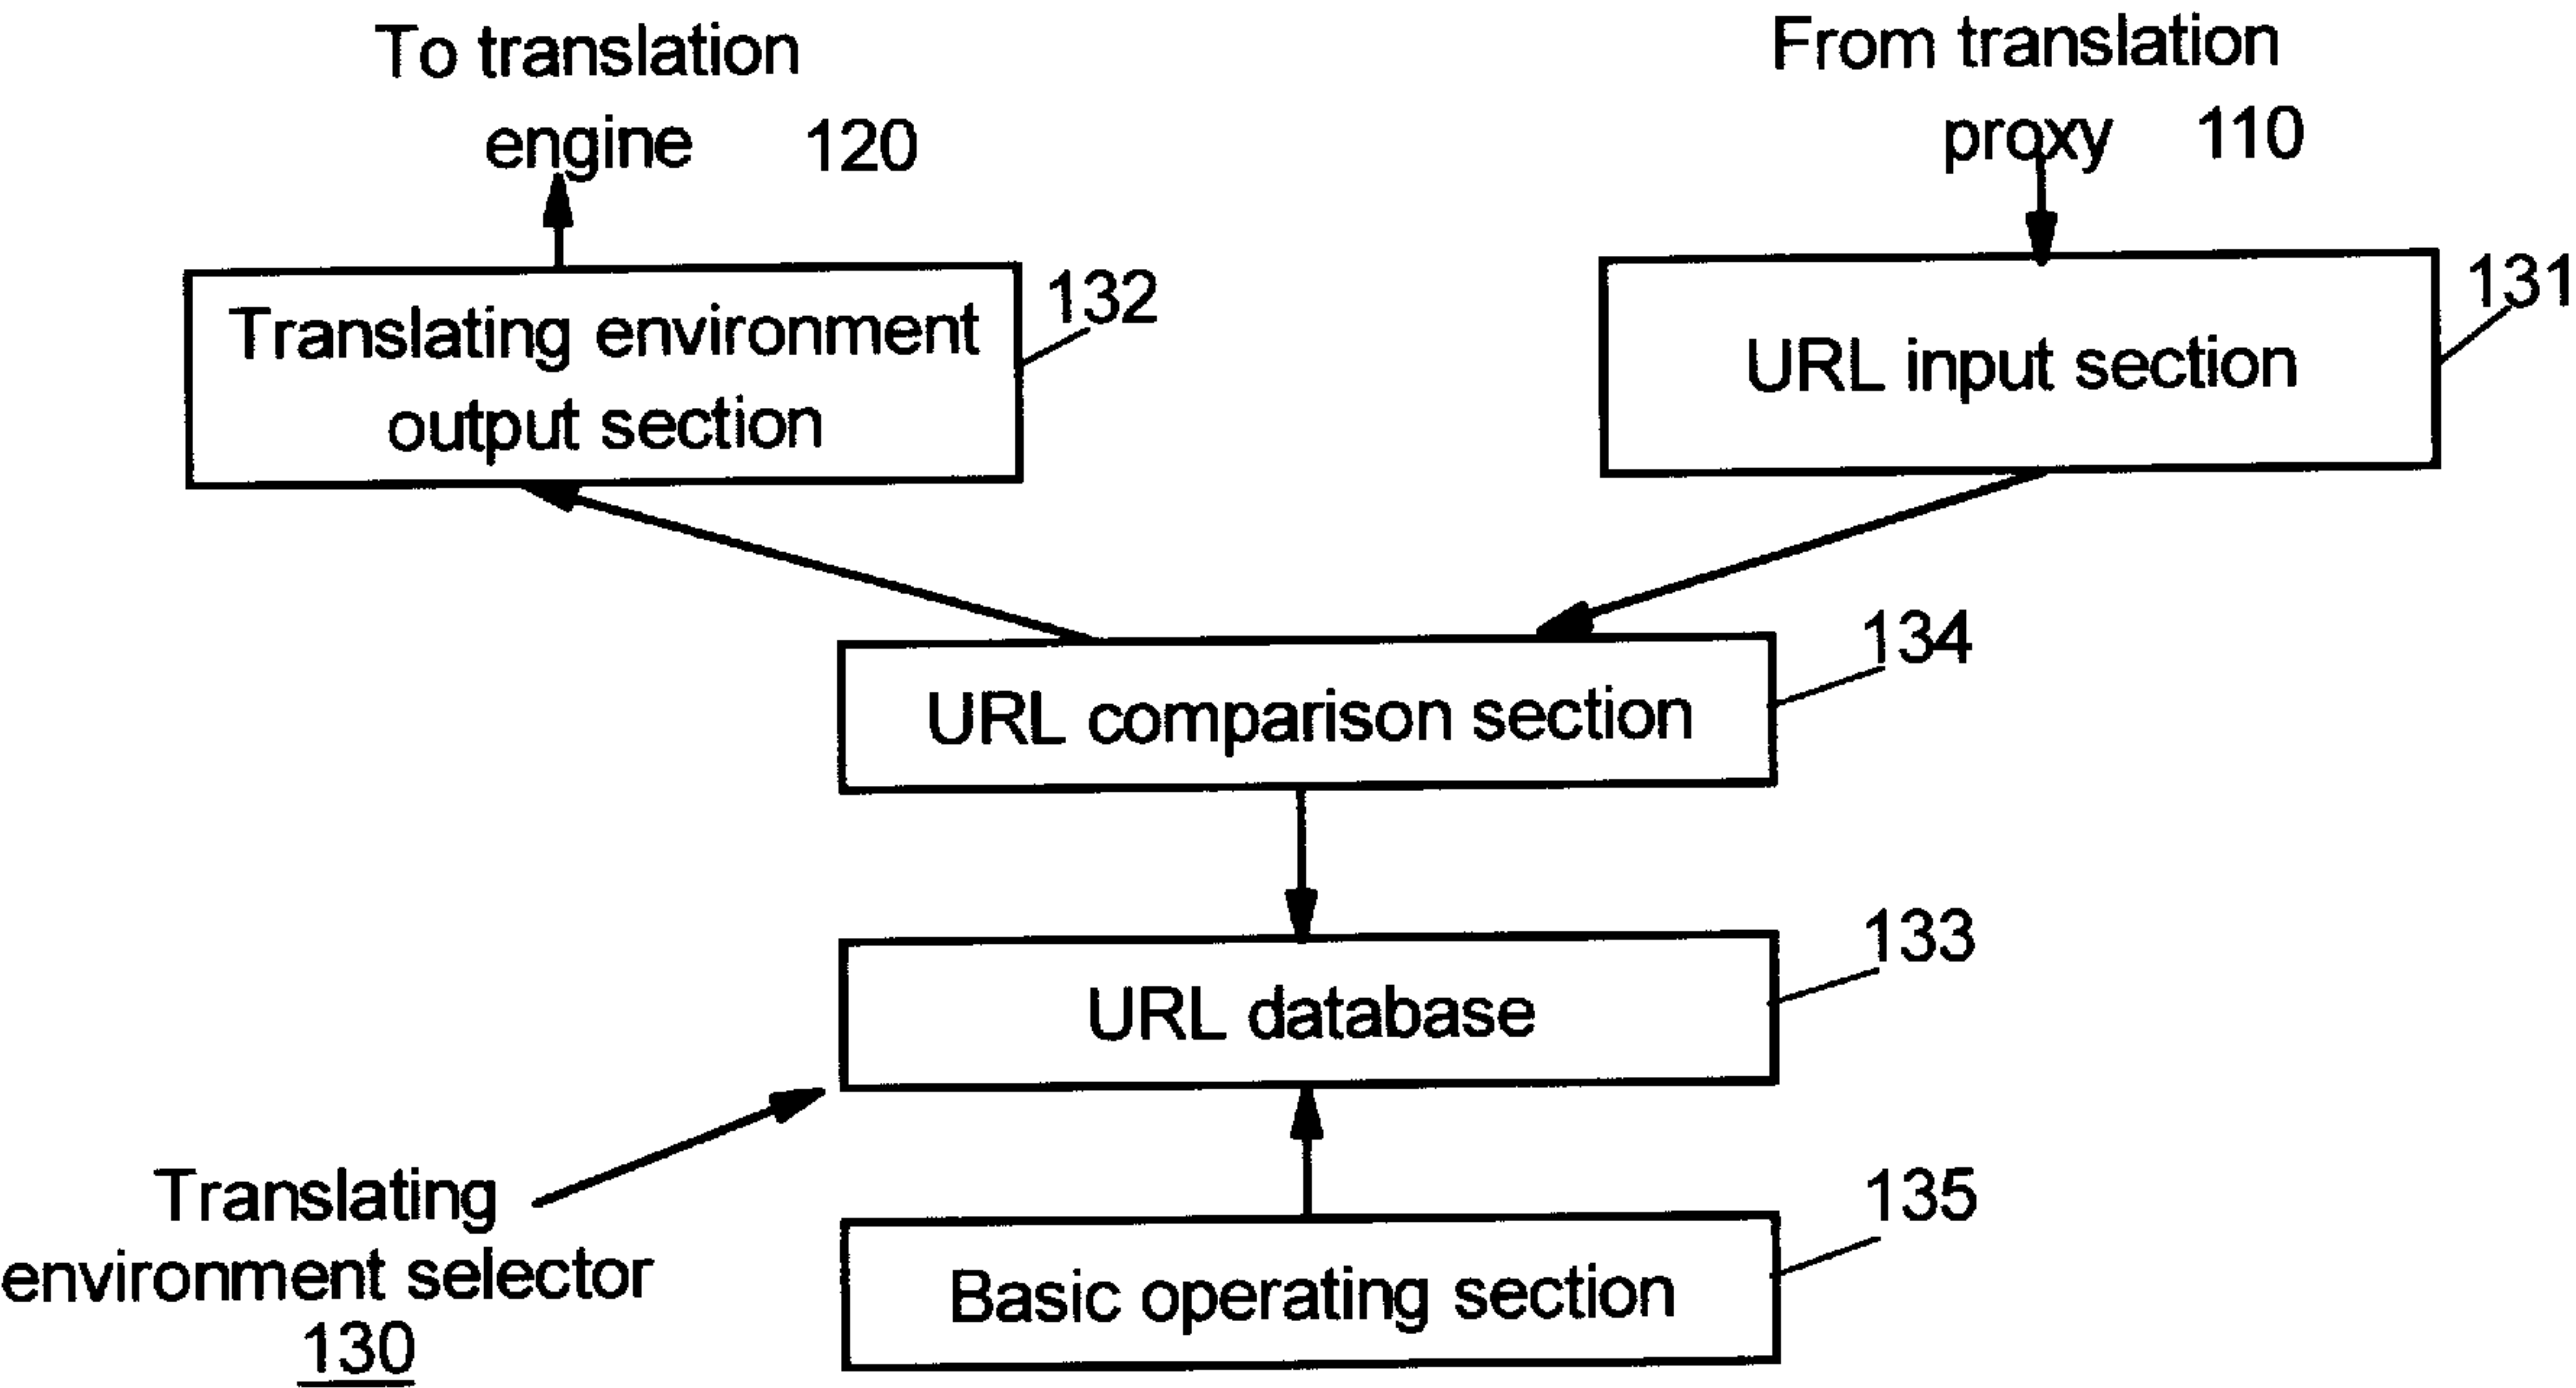 To translation
engine 120
From translation
proxy 110
Translating environment
output section
132
URL input section
131
URL comparison section
134
URL database
133
Translating
environment selector
130
Basic operating section
135